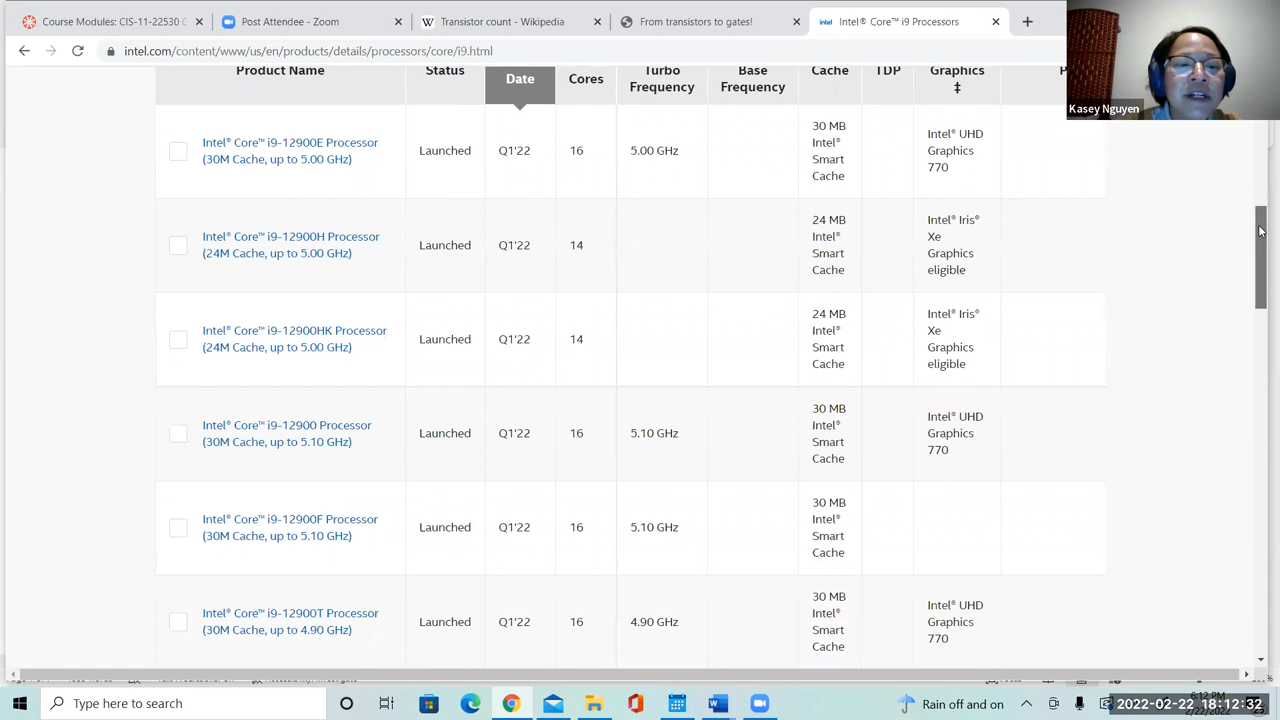 Course Modules: CIS-11-22530 C
Post Attendee - Zoom
Transistor count - Wikipedia
From transistors to gates!
intel
Intel® Core™ i9 Processors
intel.com/content/www/us/en/products/details/processors/core/i9.html
Kasey Nguyen
Product Name
Status
Date
Cores
Turbo
Frequency
Base
Frequency
Cache
TDP
Graphics
‡
P
Intel® Core™ i9-12900E Processor
(30M Cache, up to 5.00 GHz)
Launched
Q1'22
16
5.00 GHz
30 MB
Intel®
Smart
Cache
Intel® UHD
Graphics
770
Intel® Core™ i9-12900H Processor
(24M Cache, up to 5.00 GHz)
Launched
Q1'22
14
24 MB
Intel®
Smart
Cache
Intel® Iris®
Xe
Graphics
eligible
Intel® Core™ i9-12900HK Processor
(24M Cache, up to 5.00 GHz)
Launched
Q1'22
14
24 MB
Intel®
Smart
Cache
Intel® Iris®
Xe
Graphics
eligible
Intel® Core™ i9-12900 Processor
(30M Cache, up to 5.10 GHz)
Launched
Q1'22
16
5.10 GHz
30 MB
Intel®
Smart
Cache
Intel® UHD
Graphics
770
Intel® Core™ i9-12900F Processor
(30M Cache, up to 5.10 GHz)
Launched
Q1'22
16
5.10 GHz
30 MB
Intel®
Smart
Cache
Intel® Core™ i9-12900T Processor
(30M Cache, up to 4.90 GHz)
Launched
Q1'22
16
4.90 GHz
30 MB
Intel®
Smart
Cache
Intel® UHD
Graphics
770
Type here to search
Rain off and on
6:12 PM
2022-02-22 18:12:32